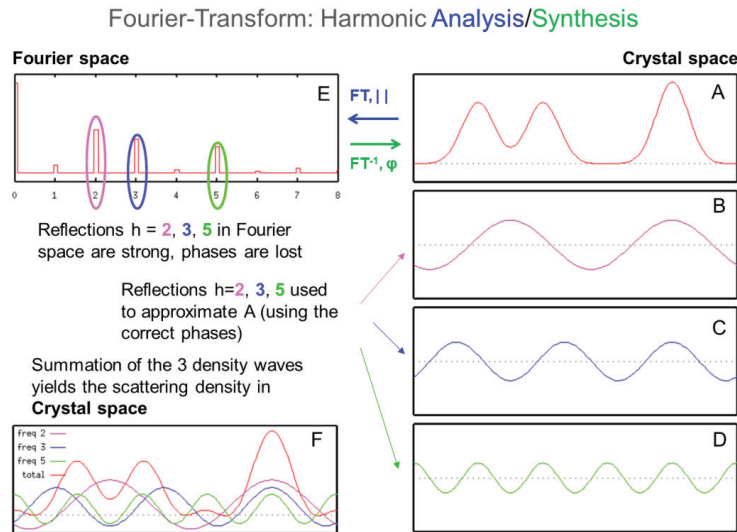 Fourier-Transform: Harmonic Analysis/Synthesis
Fourier space
Crystal space
E
FT, | |
FT⁻¹, φ
0 1 2 3 4 5 6 7 8
A
B
Reflections h = 2, 3, 5 in Fourier
space are strong, phases are lost
Reflections h=2, 3, 5 used
to approximate A (using the
correct phases)
C
Summation of the 3 density waves
yields the scattering density in
Crystal space
D
F
freq 2
freq 3
freq 5
total